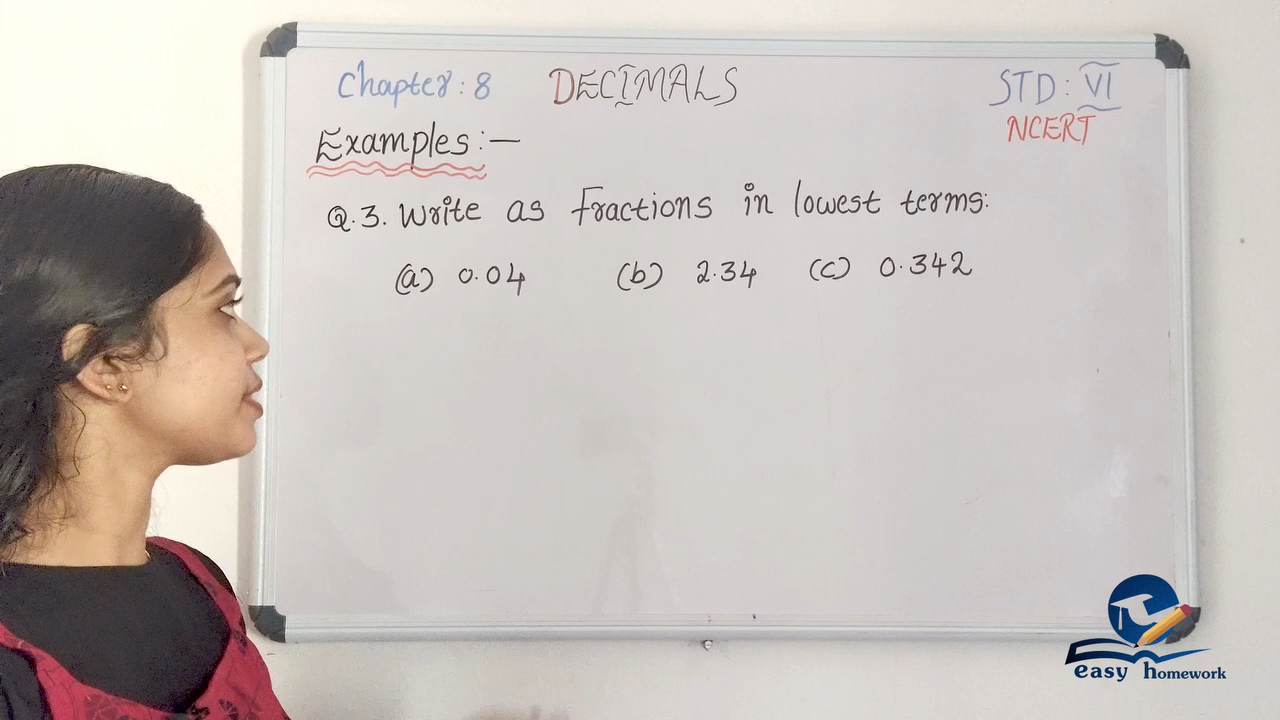 Chapter: 8 DECIMALS STD: VI
NCERT
Examples:-
Q.3. Write as fractions in lowest terms:
(a) 0.04 (b) 2.34 (c) 0.342
easy homework